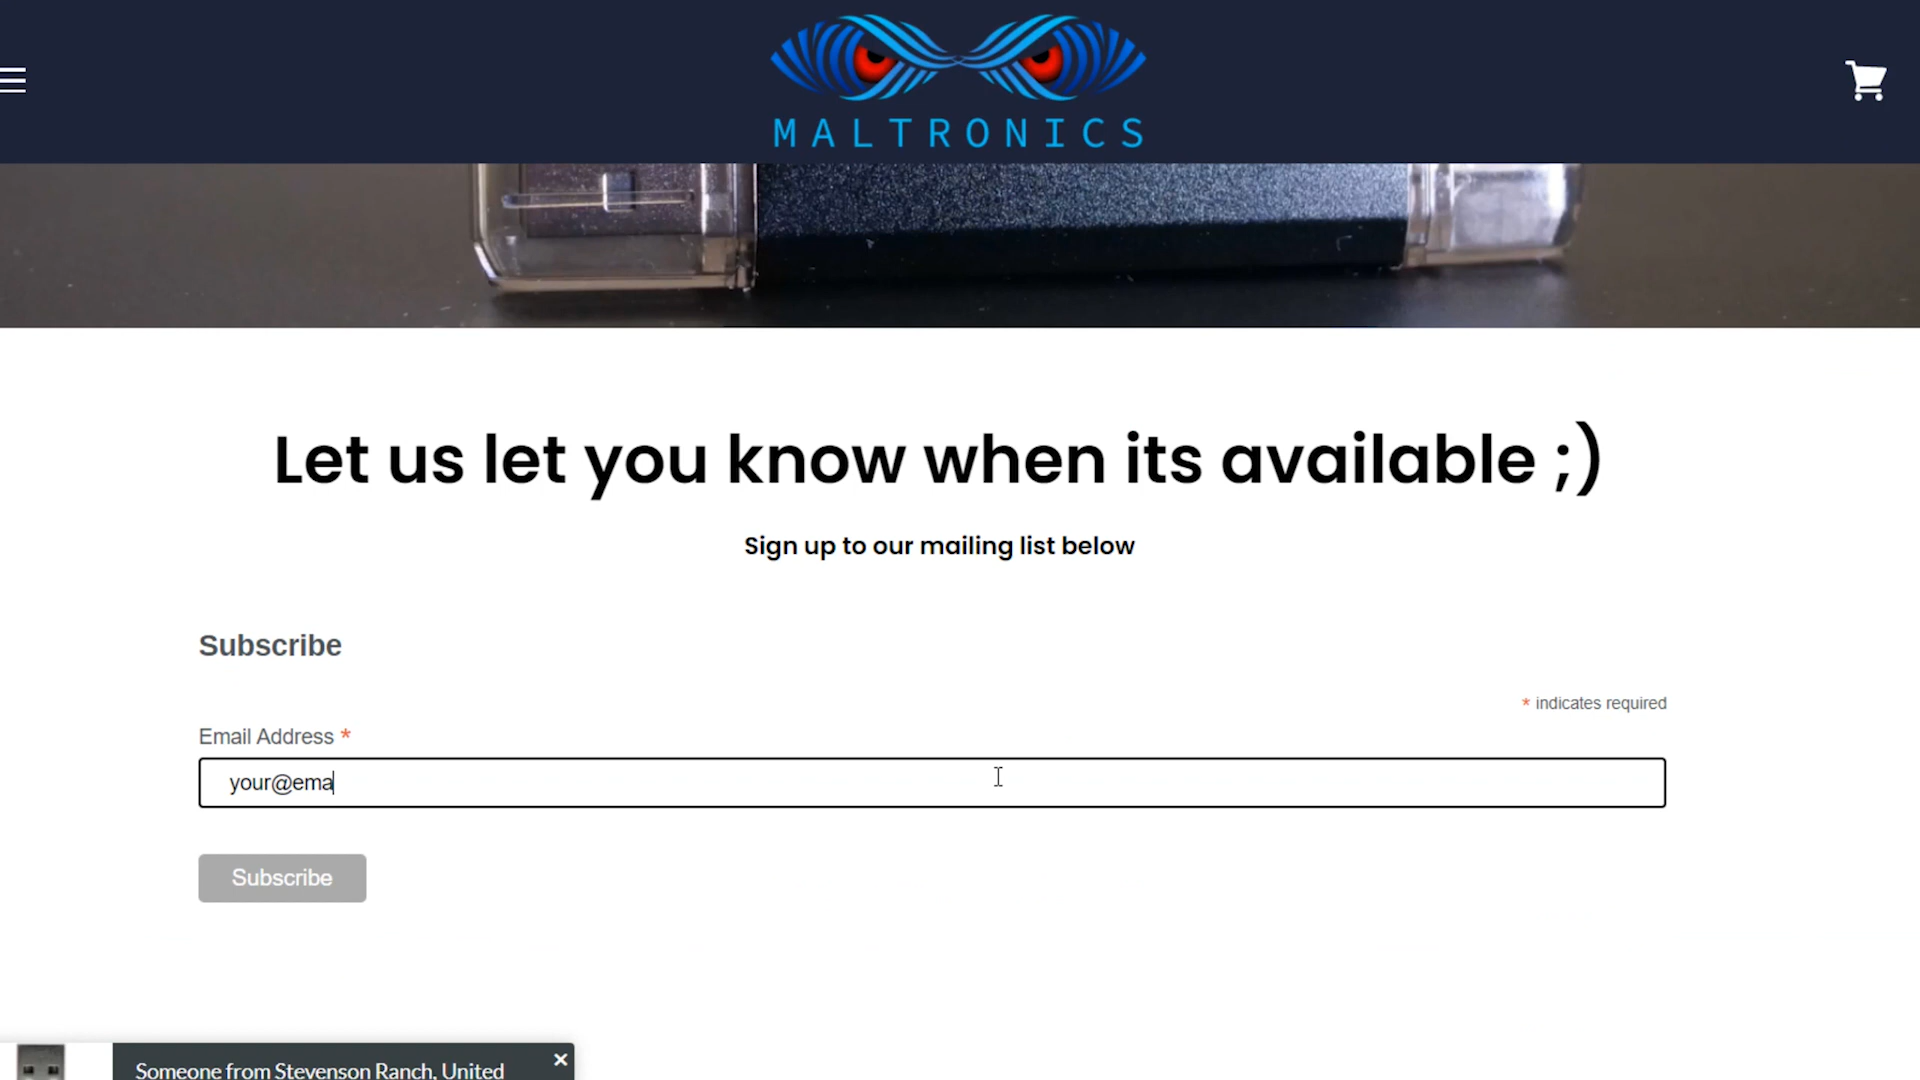 MALTRONICS
Let us let you know when its available ;)
Sign up to our mailing list below
Subscribe
* indicates required
Email Address *
your@ema
Subscribe
Someone from Stevenson Ranch, United